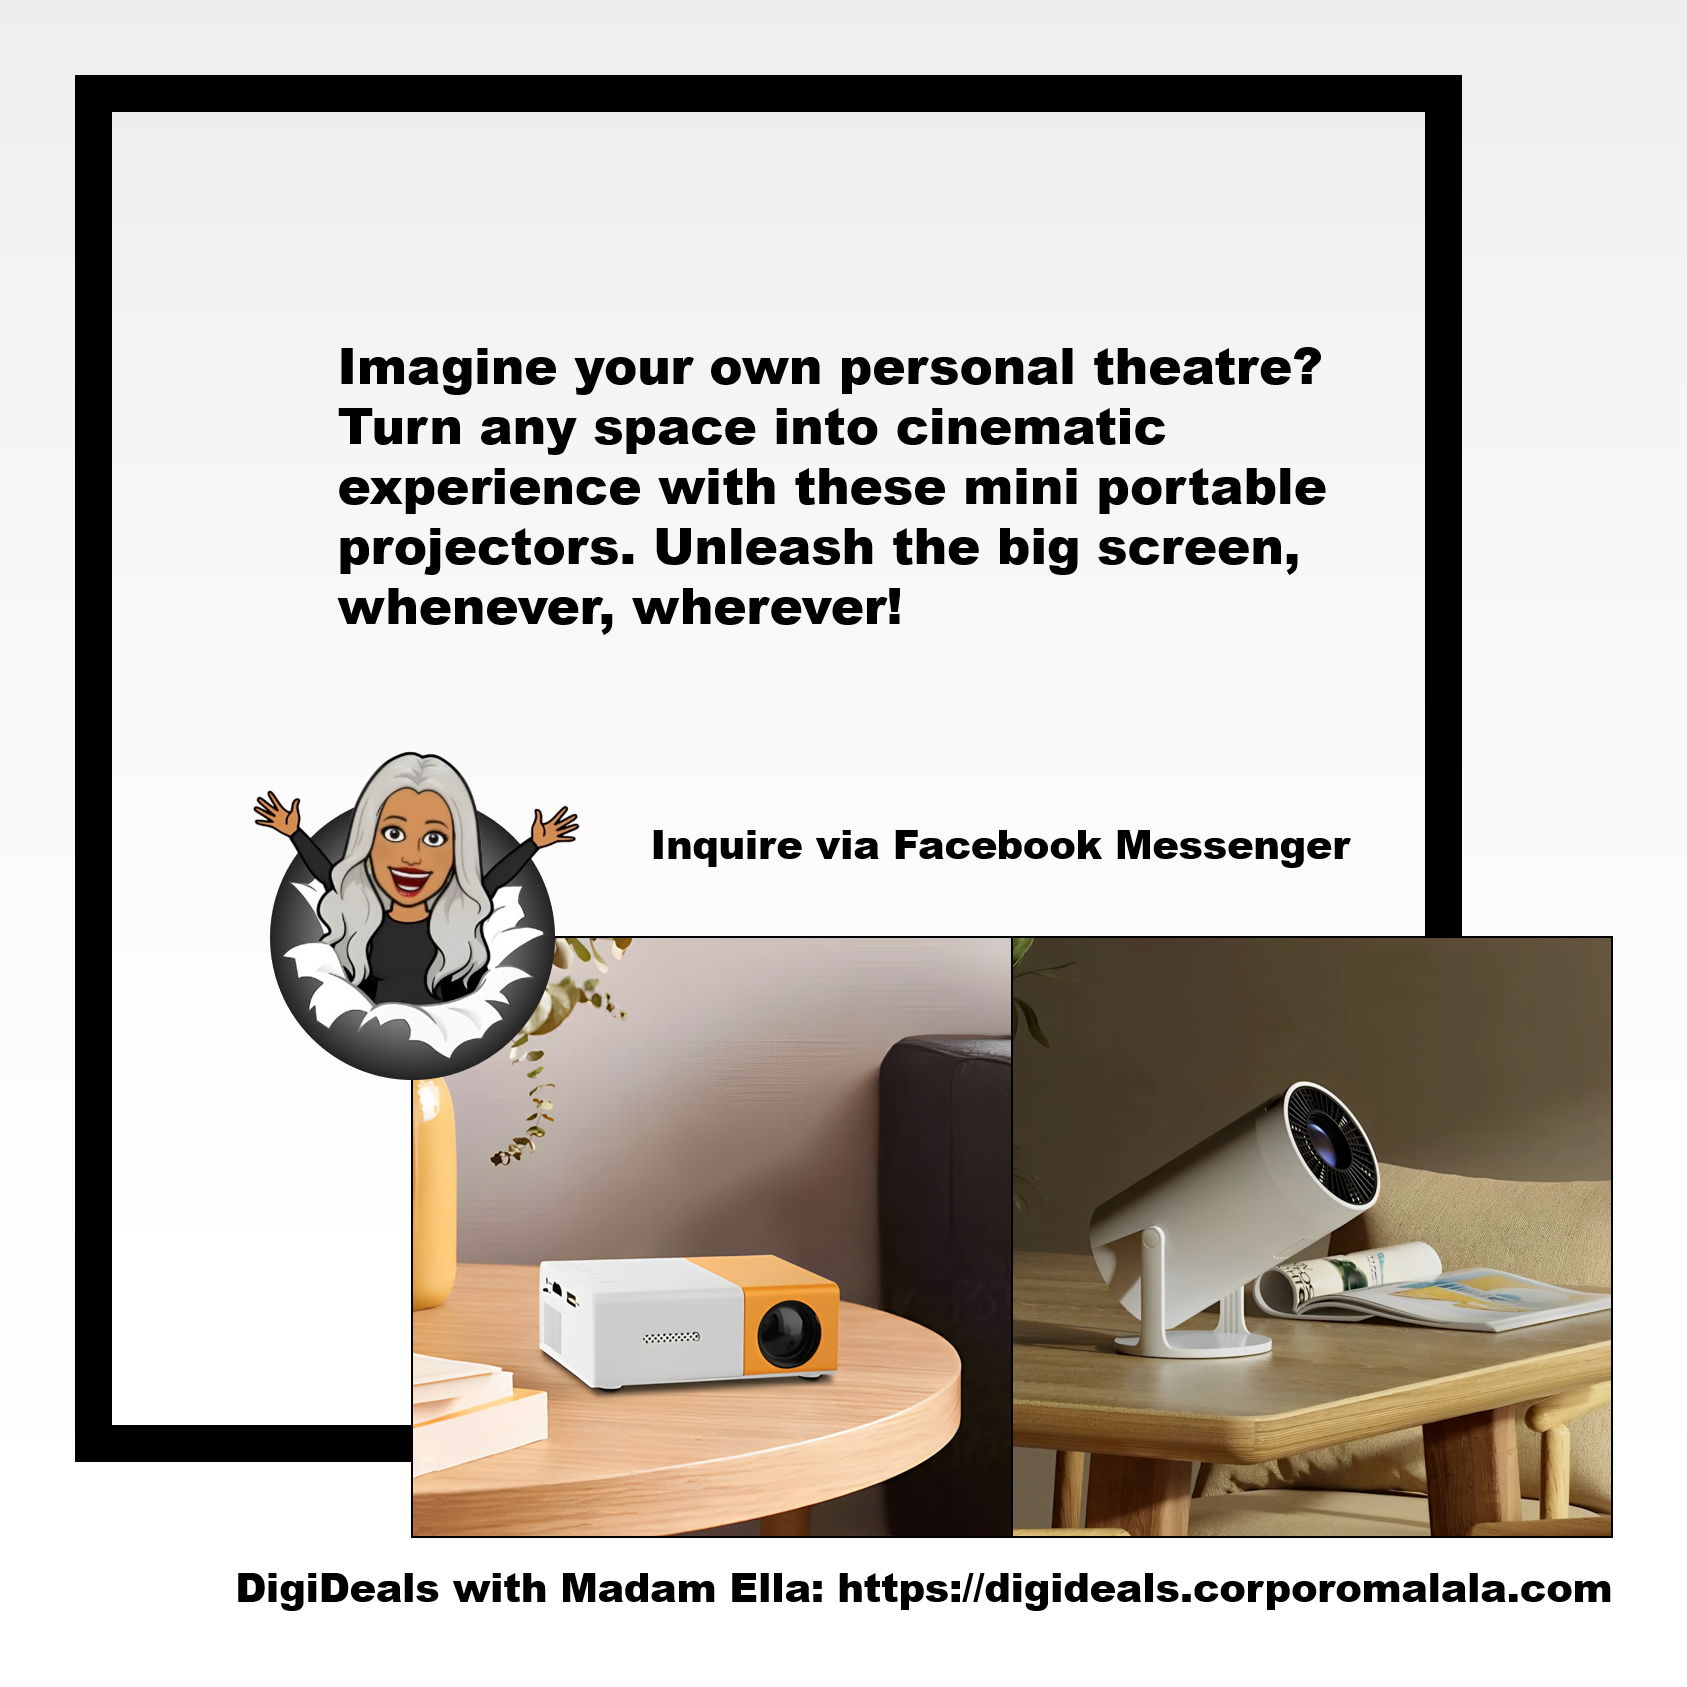 Imagine your own personal theatre?
Turn any space into cinematic
experience with these mini portable
projectors. Unleash the big screen,
whenever, wherever!
Inquire via Facebook Messenger
DigiDeals with Madam Ella: https://digideals.corporomalala.com